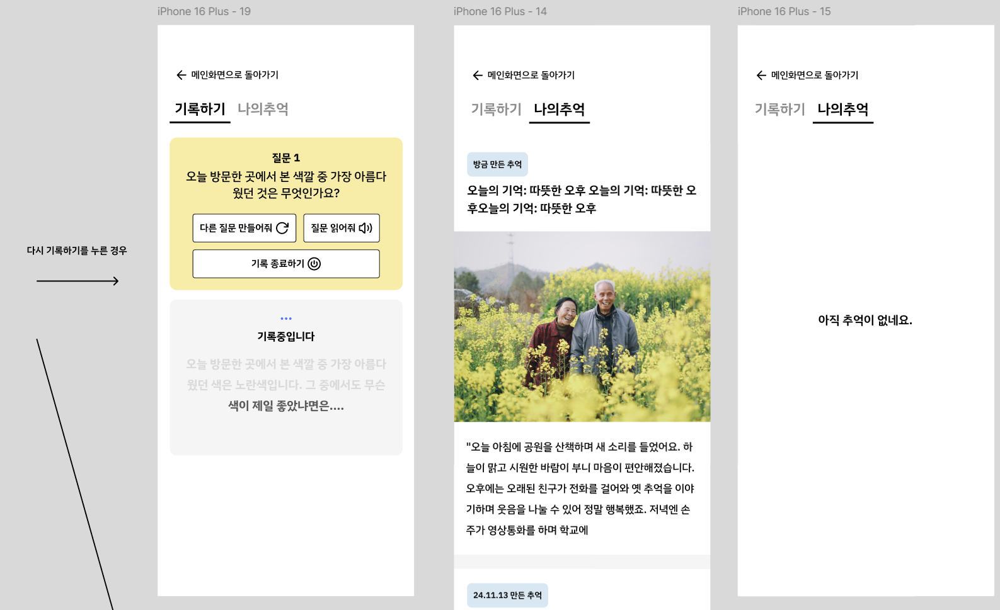 iPhone 16 Plus - 19
메인화면으로 돌아가기
기록하기 나의추억
질문 1
오늘 방문한 곳에서 본 색깔 중 가장 아름다
웠던 것은 무엇인가요?
다른 질문 만들어줘
질문 읽어줘
기록 종료하기
기록중입니다
오늘 방문한 곳에서 본 색깔 중 가장 아름다
웠던 색은 노란색입니다. 그 중에서도 무슨
색이 제일 좋았냐면은....
다시 기록하기를 누른 경우
iPhone 16 Plus - 14
메인화면으로 돌아가기
기록하기 나의추억
방금 만든 추억
오늘의 기억: 따뜻한 오후 오늘의 기억: 따뜻한 오
후오늘의 기억: 따뜻한 오후
"오늘 아침에 공원을 산책하며 새 소리를 들었어요. 하
늘이 맑고 시원한 바람이 부니 마음이 편안해졌습니다.
오후에는 오래된 친구가 전화를 걸어와 옛 추억을 이야
기하며 웃음을 나눌 수 있어 정말 행복했죠. 저녁엔 손
주가 영상통화를 하며 학교에
24.11.13 만든 추억
iPhone 16 Plus - 15
메인화면으로 돌아가기
기록하기 나의추억
아직 추억이 없네요.